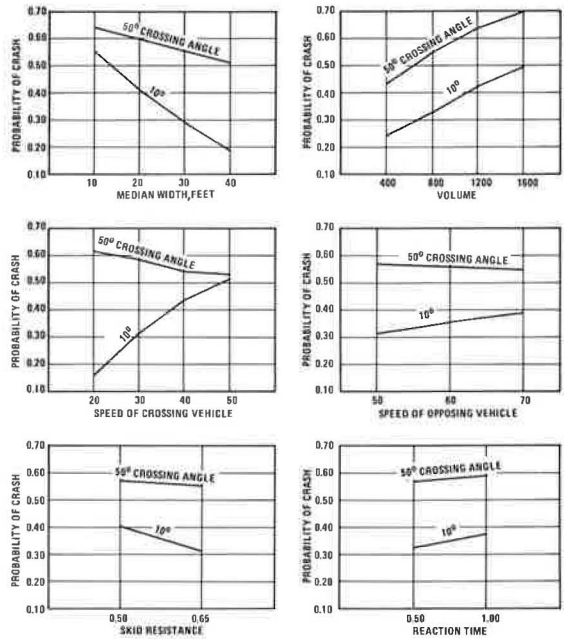 0.70
0.60
0.50
0.40
0.30
0.20
0.10
PROBABILITY OF CRASH
50° CROSSING ANGLE
10°
10 20 30 40
MEDIAN WIDTH, FEET
0.70
0.60
0.50
0.40
0.30
0.20
0.10
PROBABILITY OF CRASH
50° CROSSING ANGLE
10°
400 800 1200 1600
VOLUME
0.70
0.60
0.50
0.40
0.30
0.20
0.10
PROBABILITY OF CRASH
50° CROSSING ANGLE
10°
20 30 40 50
SPEED OF CROSSING VEHICLE
0.70
0.60
0.50
0.40
0.30
0.20
0.10
PROBABILITY OF CRASH
50° CROSSING ANGLE
10°
50 60 70
SPEED OF OPPOSING VEHICLE
0.70
0.60
0.50
0.40
0.30
0.20
0.10
PROBABILITY OF CRASH
50° CROSSING ANGLE
10°
0.50 0.65
SKID RESISTANCE
0.70
0.60
0.50
0.40
0.30
0.20
0.10
PROBABILITY OF CRASH
50° CROSSING ANGLE
10°
0.50 1.00
REACTION TIME